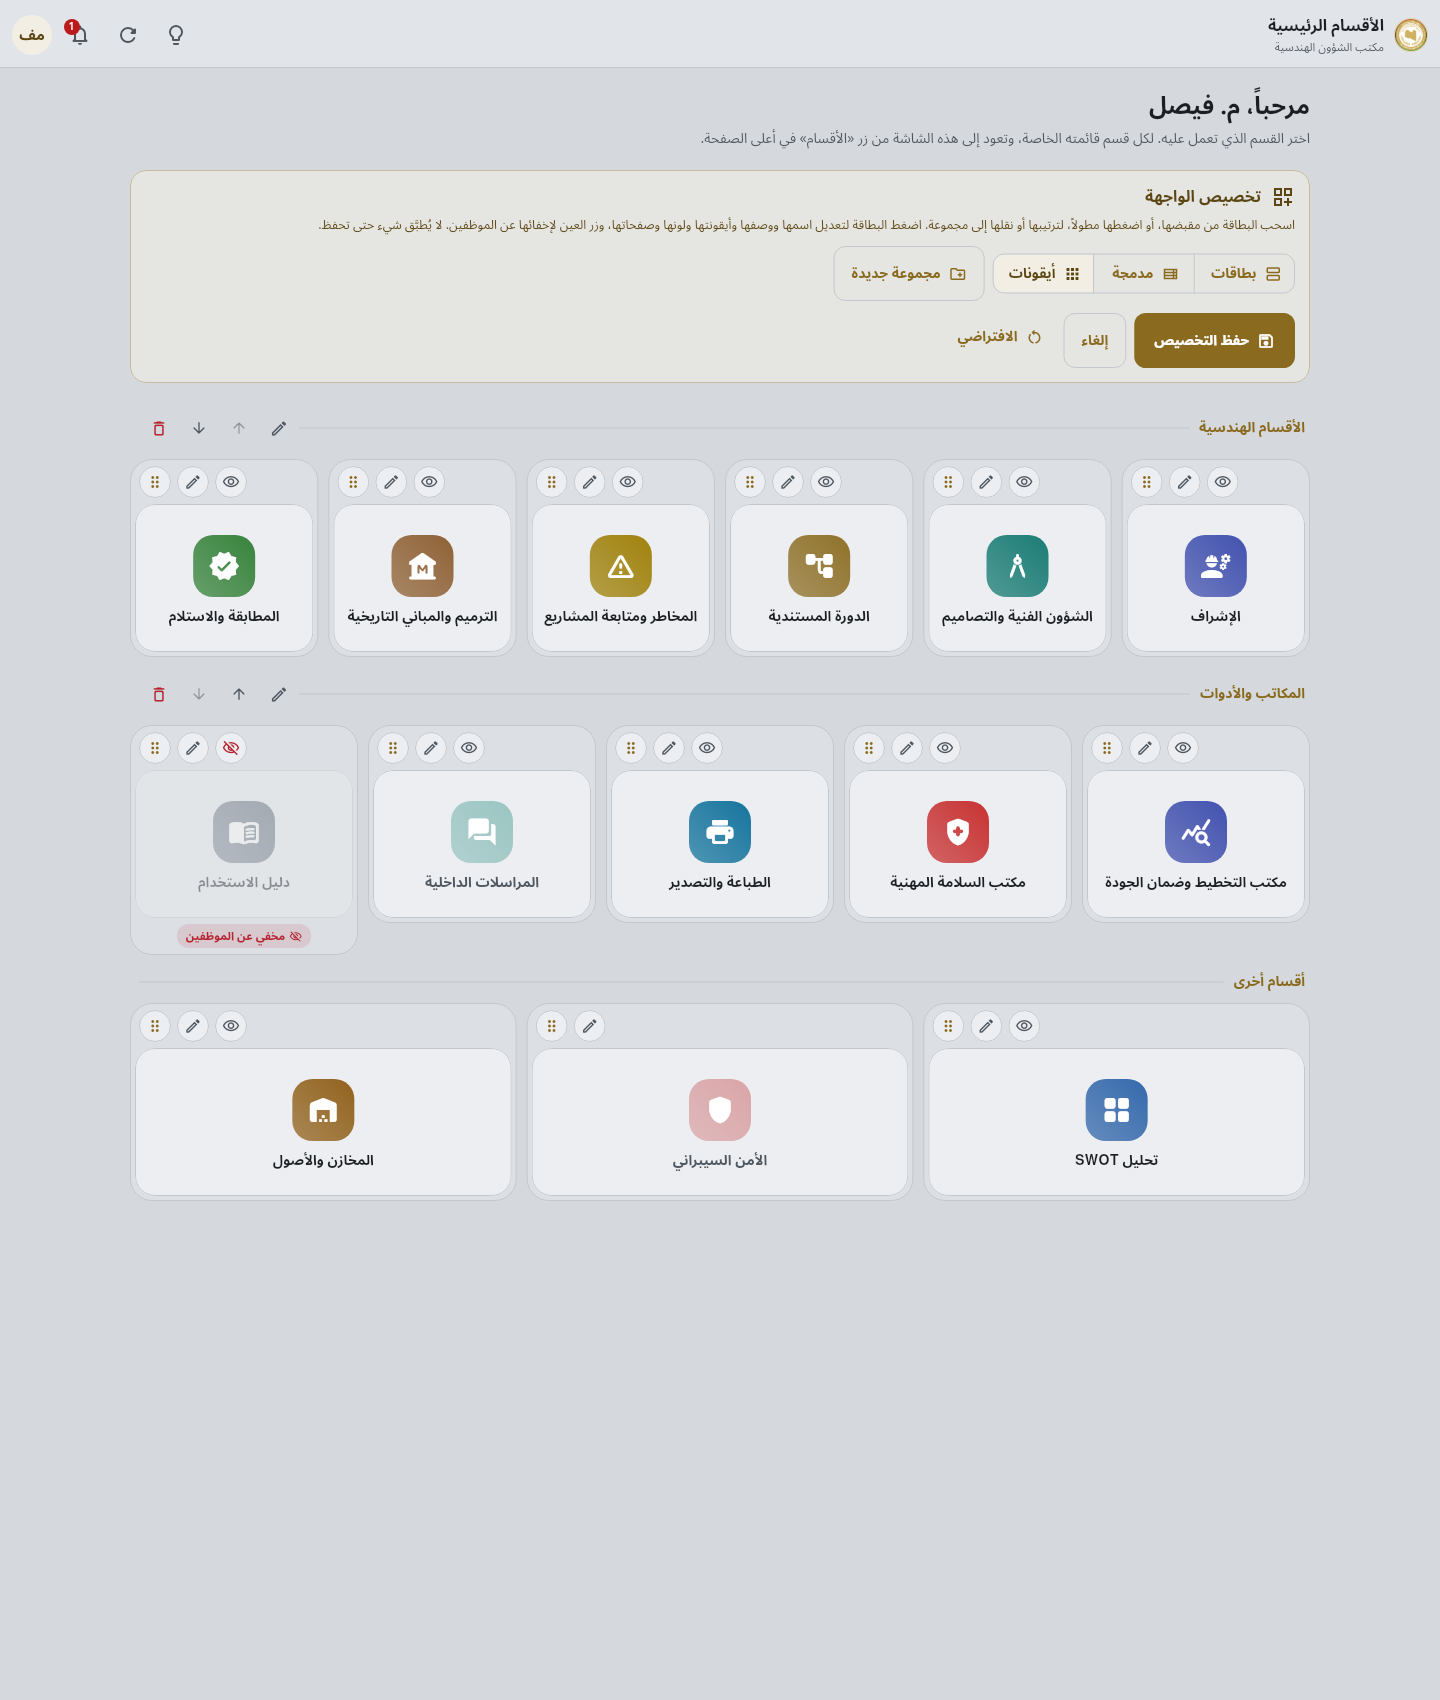 الأقسام الرئيسية
مكتب الشؤون الهندسية
1
مف
مرحباً، م. فيصل
اختر القسم الذي تعمل عليه. لكل قسم قائمته الخاصة، وتعود إلى هذه الشاشة من زر «الأقسام» في أعلى الصفحة.
تخصيص الواجهة
اسحب البطاقة من مقبضها، أو اضغطها مطولاً، لترتيبها أو نقلها إلى مجموعة. اضغط البطاقة لتعديل اسمها ووصفها وأيقونتها ولونها وصفحاتها، وزر العين لإخفائها عن الموظفين. لا يُطبَّق شيء حتى تحفظ.
بطاقات
مدمجة
أيقونات
مجموعة جديدة
حفظ التخصيص
إلغاء
الافتراضي
الأقسام الهندسية
الإشراف
الشؤون الفنية والتصاميم
الدورة المستندية
المخاطر ومتابعة المشاريع
الترميم والمباني التاريخية
المطابقة والاستلام
المكاتب والأدوات
مكتب التخطيط وضمان الجودة
مكتب السلامة المهنية
الطباعة والتصدير
المراسلات الداخلية
دليل الاستخدام
مخفي عن الموظفين
أقسام أخرى
تحليل SWOT
الأمن السيبراني
المخازن والأصول